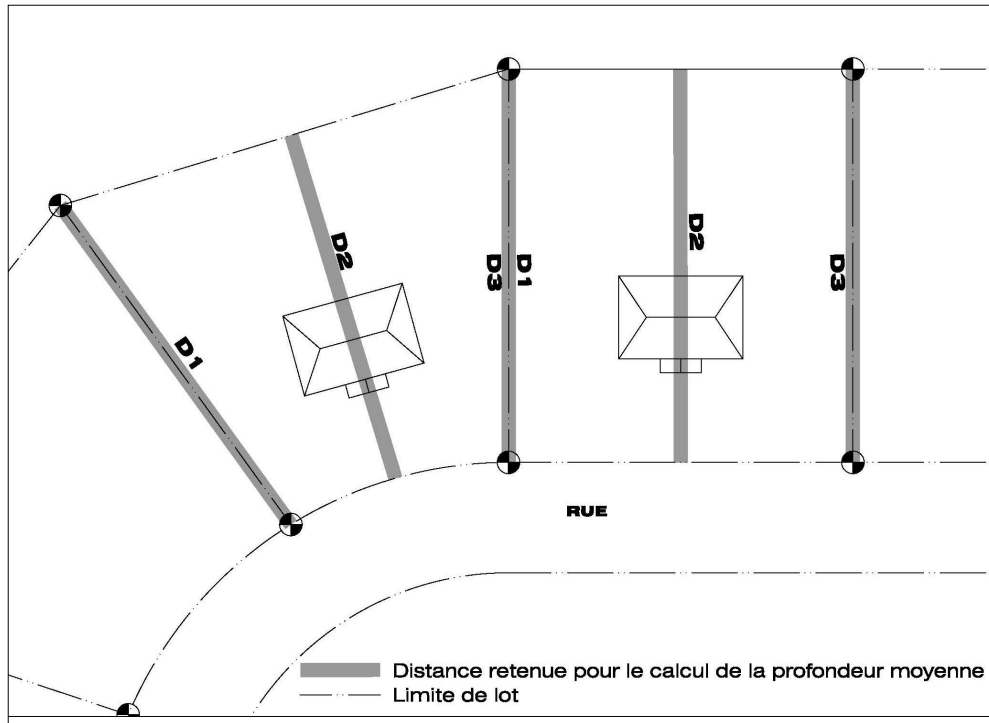 D2
D1
D3
D1
D2
D3
RUE
Distance retenue pour le calcul de la profondeur moyenne
Limite de lot